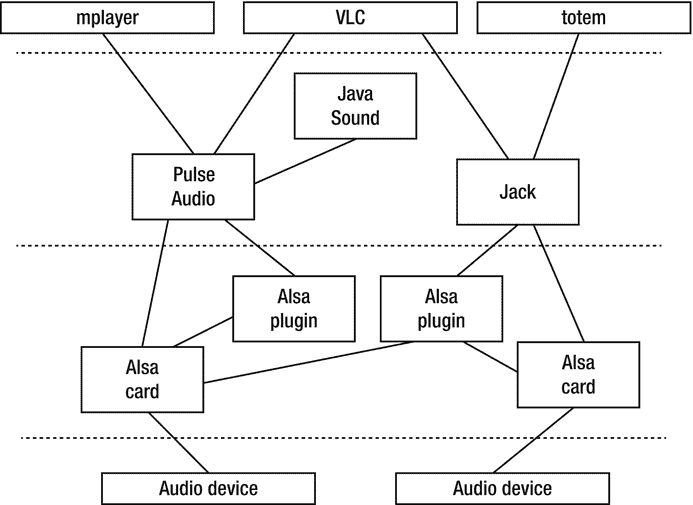 mplayer
VLC
totem
Java
Sound
Pulse
Audio
Jack
Alsa
plugin
Alsa
plugin
Alsa
card
Alsa
card
Audio device
Audio device